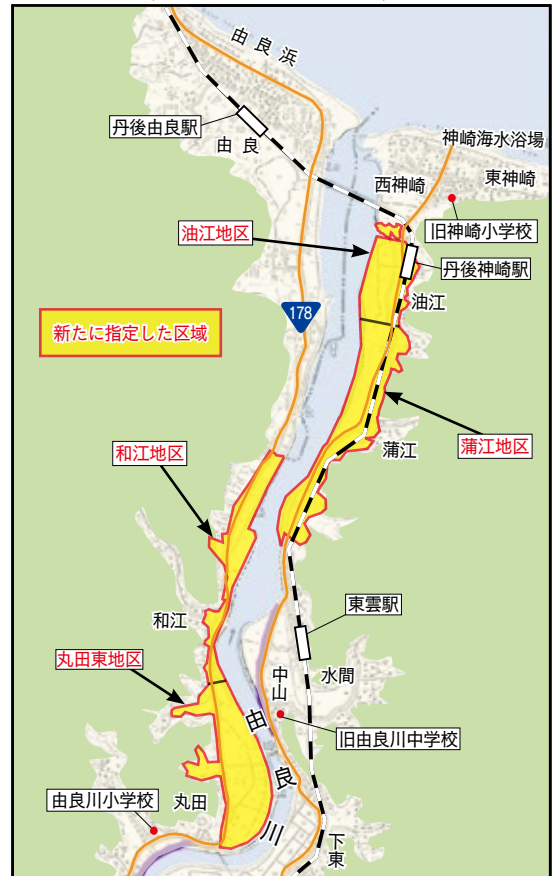 由良浜
丹後由良駅
由良
神崎海水浴場
西神崎
東神崎
油江地区
旧神崎小学校
丹後神崎駅
油江
178
新たに指定した区域
和江地区
蒲江
蒲江地区
東雲駅
和江
丸田東地区
中山
水間
由良川
旧由良川中学校
由良川小学校
丸田
下東